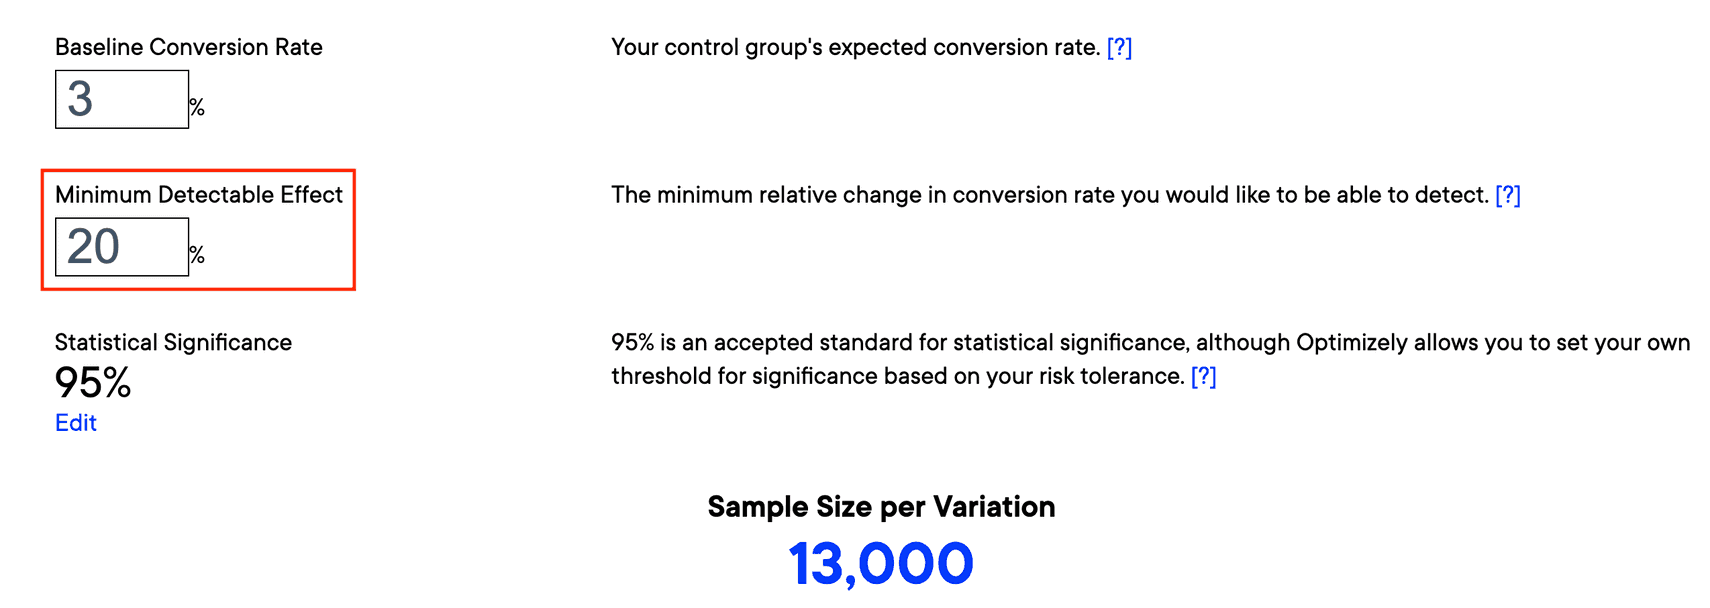 Baseline Conversion Rate
Your control group's expected conversion rate. [?]
3 %
Minimum Detectable Effect
The minimum relative change in conversion rate you would like to be able to detect. [?]
20 %
Statistical Significance
95% is an accepted standard for statistical significance, although Optimizely allows you to set your own
threshold for significance based on your risk tolerance. [?]
95%
Edit
Sample Size per Variation
13,000